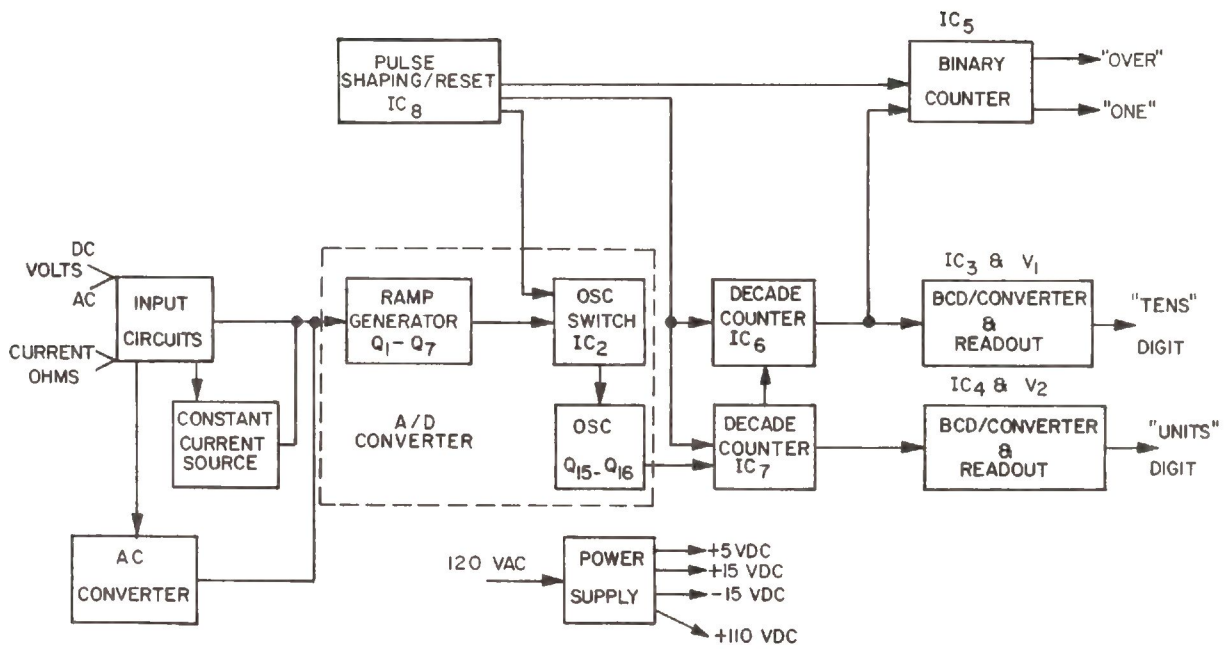 PULSE
SHAPING/RESET
IC8
IC5
BINARY
COUNTER
"OVER"
"ONE"
DC
VOLTS
AC
CURRENT
OHMS
INPUT
CIRCUITS
CONSTANT
CURRENT
SOURCE
AC
CONVERTER
RAMP
GENERATOR
Q1-Q7
A/D
CONVERTER
OSC
SWITCH
IC2
OSC
Q15-Q16
DECADE
COUNTER
IC6
DECADE
COUNTER
IC7
IC3 & V1
BCD/CONVERTER
&
READOUT
"TENS"
DIGIT
IC4 & V2
BCD/CONVERTER
&
READOUT
"UNITS"
DIGIT
120 VAC
POWER
SUPPLY
+5VDC
+15 VDC
-15 VDC
+110 VDC